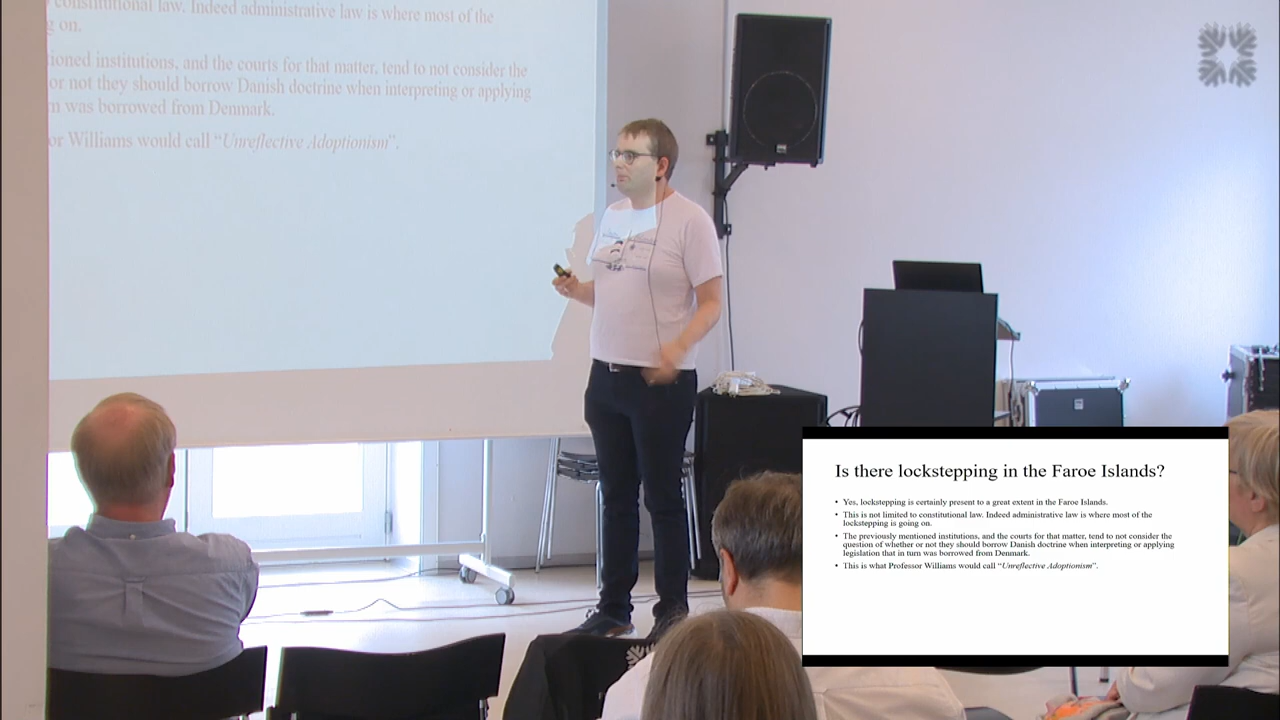 constitutional law. Indeed administrative law is where most of the
g on.
ioned institutions, and the courts for that matter, tend to not consider the
or not they should borrow Danish doctrine when interpreting or applying
n was borrowed from Denmark.
or Williams would call “Unreflective Adoptionism”.
Is there lockstepping in the Faroe Islands?
• Yes, lockstepping is certainly present to a great extent in the Faroe Islands.
• This is not limited to constitutional law. Indeed administrative law is where most of the
lockstepping is going on.
• The previously mentioned institutions, and the courts for that matter, tend to not consider the
question of whether or not they should borrow Danish doctrine when interpreting or applying
legislation that in turn was borrowed from Denmark.
• This is what Professor Williams would call “Unreflective Adoptionism”.